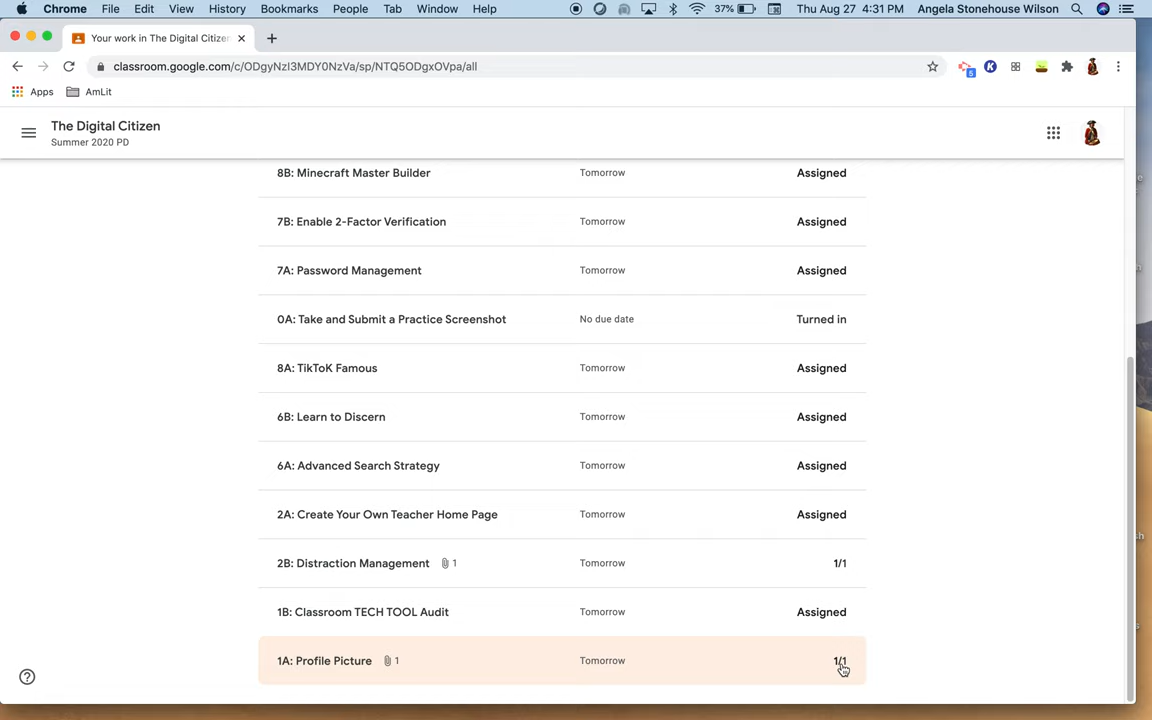 Chrome File Edit View History Bookmarks People Tab Window Help 37% Thu Aug 27 4:31 PM Angela Stonehouse Wilson
Your work in The Digital Citizen
classroom.google.com/c/ODgyNzI3MDY0NzVa/sp/NTQ5ODgxOVpa/all
5
K
Apps AmLit
The Digital Citizen
Summer 2020 PD
8B: Minecraft Master Builder Tomorrow Assigned
7B: Enable 2-Factor Verification Tomorrow Assigned
7A: Password Management Tomorrow Assigned
0A: Take and Submit a Practice Screenshot No due date Turned in
8A: TikToK Famous Tomorrow Assigned
6B: Learn to Discern Tomorrow Assigned
6A: Advanced Search Strategy Tomorrow Assigned
2A: Create Your Own Teacher Home Page Tomorrow Assigned
2B: Distraction Management 1 Tomorrow 1/1
1B: Classroom TECH TOOL Audit Tomorrow Assigned
1A: Profile Picture 1 Tomorrow 1/1